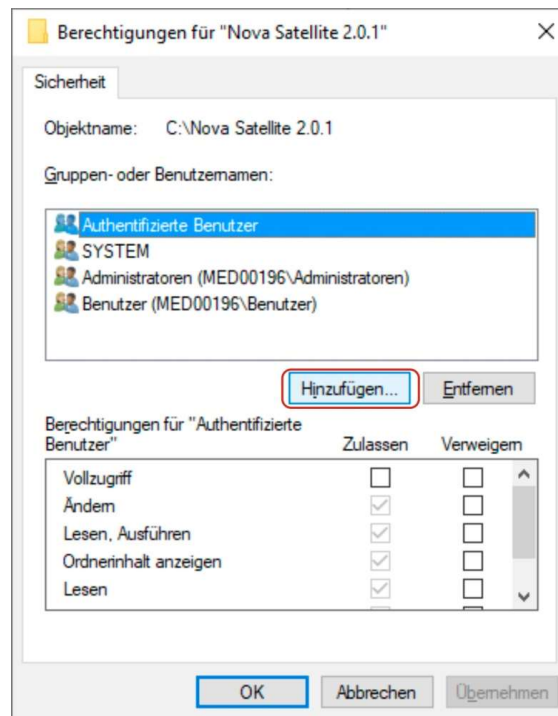 Berechtigungen für "Nova Satellite 2.0.1"
Sicherheit
Objektname: C:\Nova Satellite 2.0.1
Gruppen- oder Benutzernamen:
Authentifizierte Benutzer
SYSTEM
Administratoren (MED00196\Administratoren)
Benutzer (MED00196\Benutzer)
Hinzufügen... Entfernen
Berechtigungen für "Authentifizierte
Benutzer" Zulassen Verweigern
Vollzugriff
Ändern
Lesen, Ausführen
Ordnerinhalt anzeigen
Lesen
OK Abbrechen Übernehmen